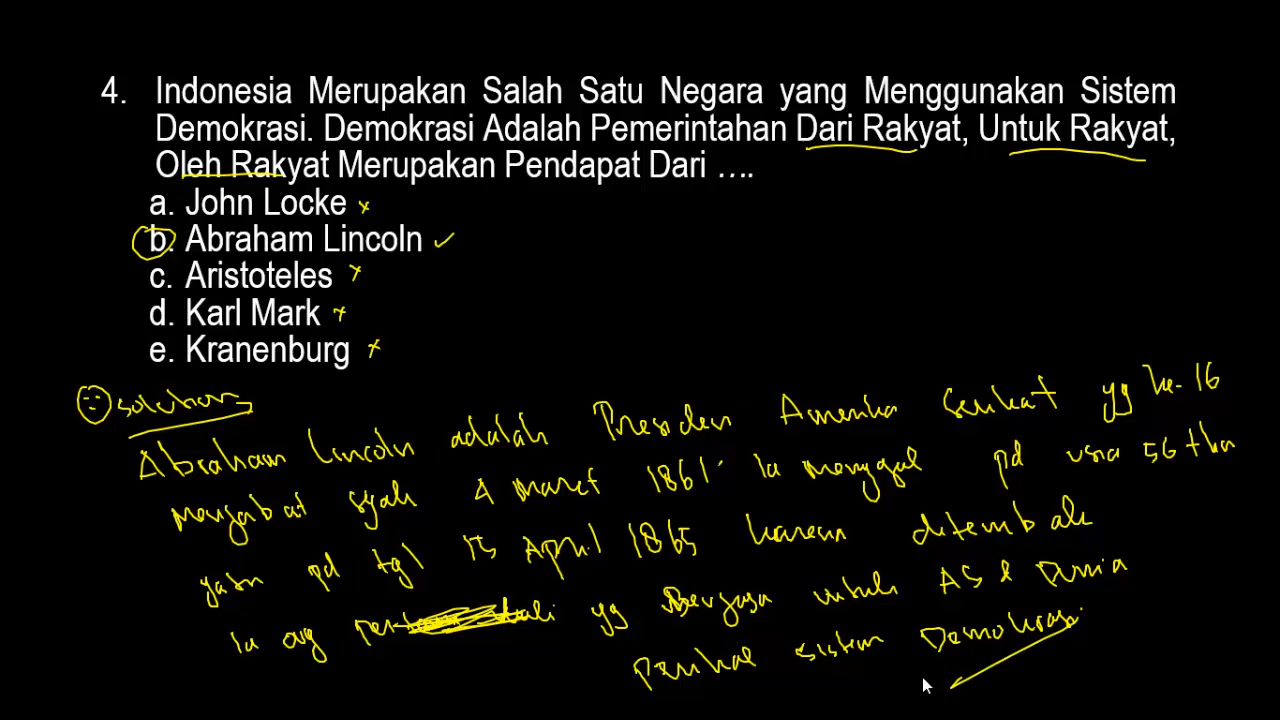 4. Indonesia Merupakan Salah Satu Negara yang Menggunakan Sistem
Demokrasi. Demokrasi Adalah Pemerintahan Dari Rakyat, Untuk Rakyat,
Oleh Rakyat Merupakan Pendapat Dari ....
a. John Locke
b. Abraham Lincoln
c. Aristoteles
d. Karl Mark
e. Kranenburg
Abraham Lincoln adalah Presiden Amerika Serikat yg ke-16
menjabat sejak 4 Maret 1861. Ia meninggal pd usia 56 thn
yaitu pd tgl 15 April 1865 karena ditembak
Ia yg berjasa untuk AS & Dunia
Perihal sistem Demokrasi